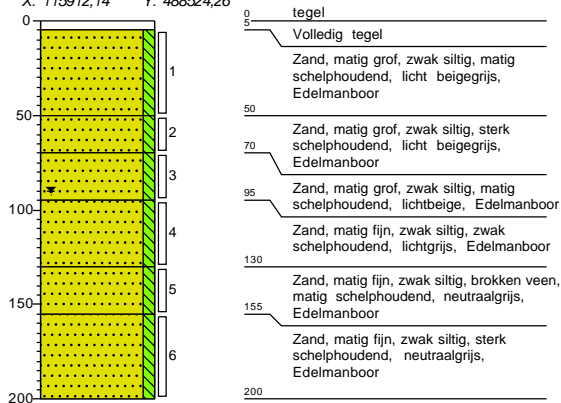 X: 115912,14 Y: 488524,26
0
50
100
150
200
1
2
3
4
5
6
0
tegel
5
Volledig tegel
Zand, matig grof, zwak siltig, matig
schelphoudend, licht beigegrijs,
Edelmanboor
50
Zand, matig grof, zwak siltig, sterk
schelphoudend, licht beigegrijs,
Edelmanboor
70
Zand, matig grof, zwak siltig, matig
schelphoudend, lichtbeige, Edelmanboor
95
Zand, matig fijn, zwak siltig, zwak
schelphoudend, lichtgrijs, Edelmanboor
130
Zand, matig fijn, zwak siltig, brokken veen,
matig schelphoudend, neutraalgrijs,
Edelmanboor
155
Zand, matig fijn, zwak siltig, sterk
schelphoudend, neutraalgrijs,
Edelmanboor
200